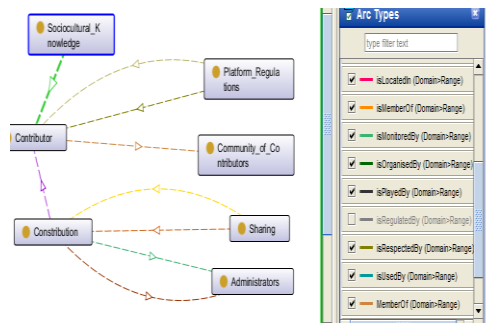 Sociocultural_K
nowledge
Platform_Regula
tions
Contributor
Community_of_Co
ntributors
Constribution
Sharing
Administrators
Arc Types
type filter text
isLocatedIn (Domain>Range)
isMemberOf (Domain>Range)
isMonitoredBy (Domain>Range)
isOrganisedBy (Domain>Range)
isPlayedBy (Domain>Range)
isRegulatedBy (Domain>Range)
isRespectedBy (Domain>Range)
isUsedBy (Domain>Range)
MemberOf (Domain>Range)